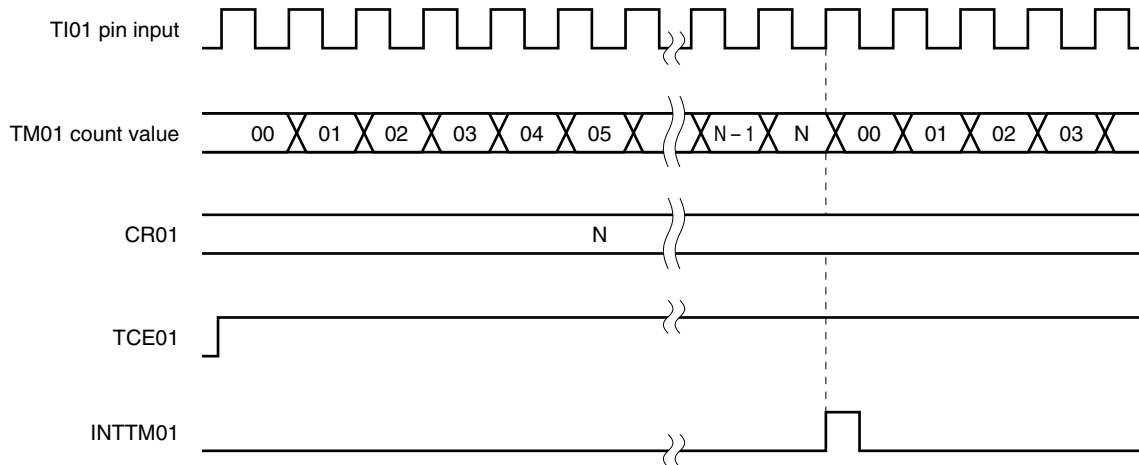 TI01 pin input
TM01 count value 00 01 02 03 04 05 N – 1 N 00 01 02 03
CR01 N
TCE01
INTTM01